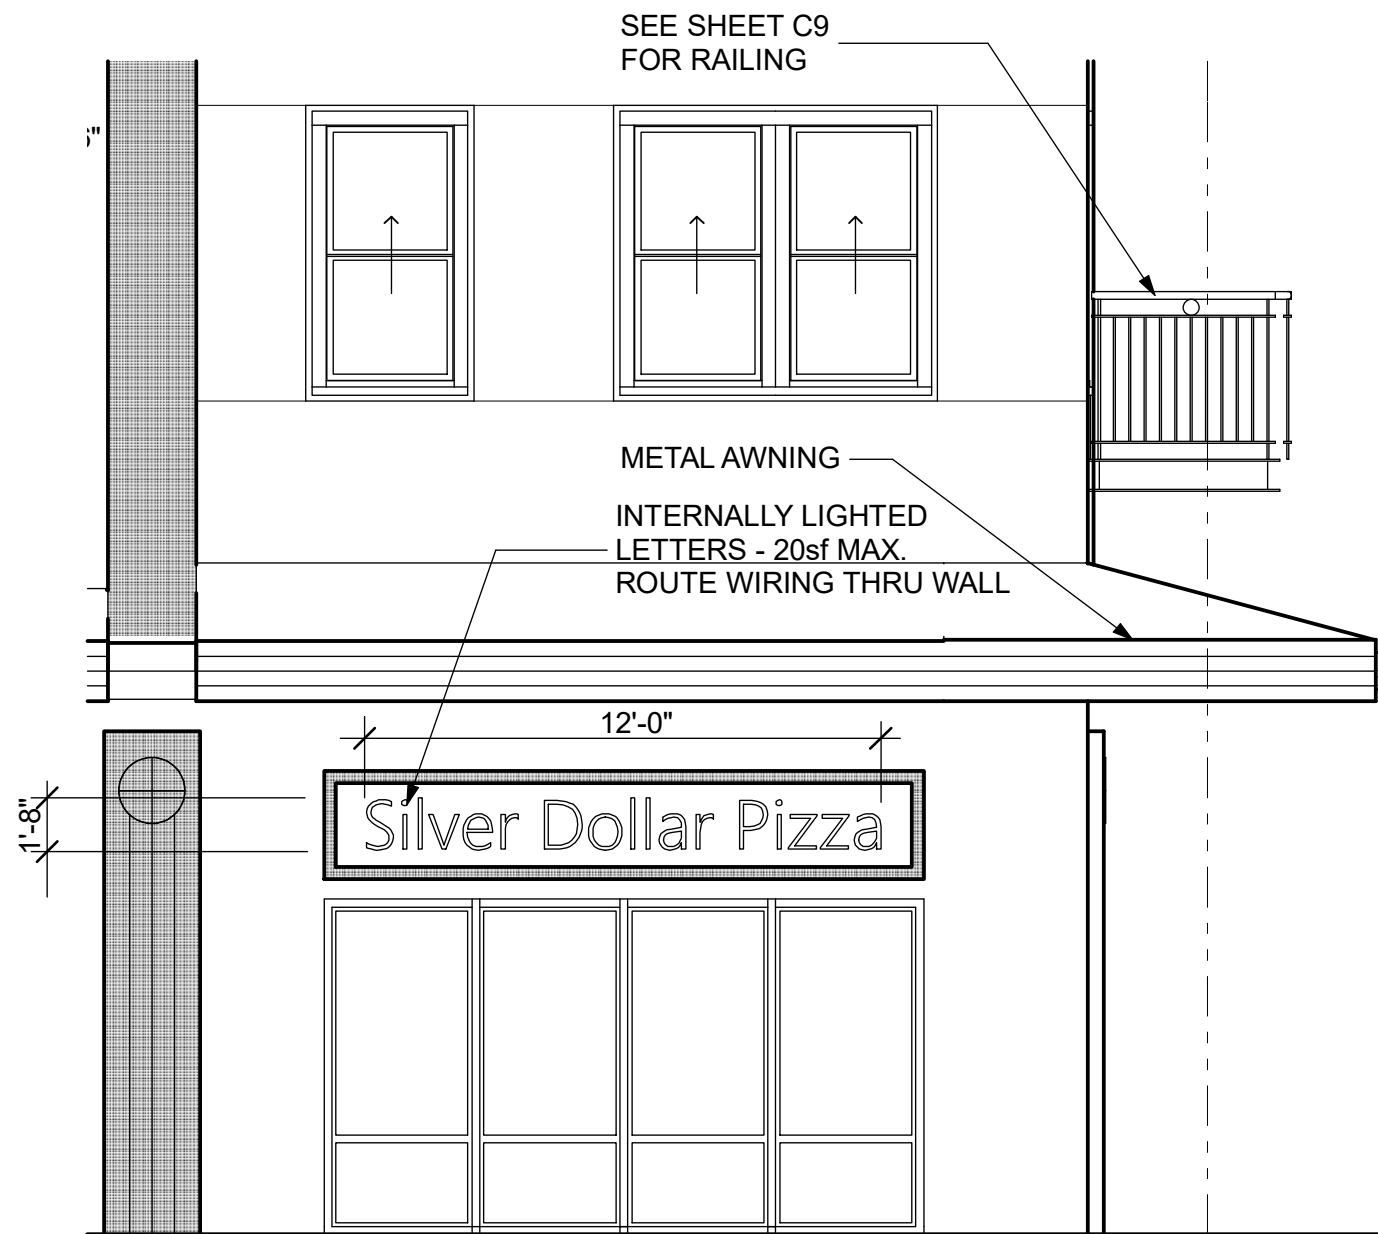 SEE SHEET C9
FOR RAILING
METAL AWNING
INTERNALLY LIGHTED
LETTERS - 20sf MAX.
ROUTE WIRING THRU WALL
12'-0"
1'-8"
Silver Dollar Pizza